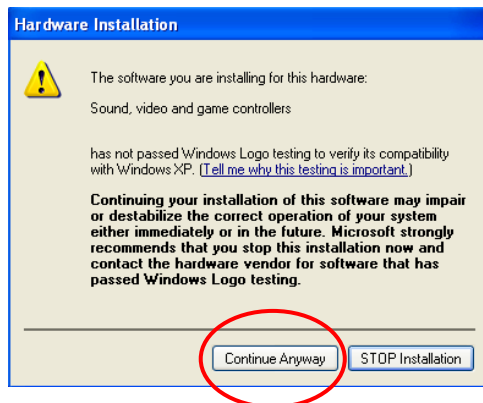 Hardware Installation
The software you are installing for this hardware:
Sound, video and game controllers
has not passed Windows Logo testing to verify its compatibility
with Windows XP. (Tell me why this testing is important.)
Continuing your installation of this software may impair
or destabilize the correct operation of your system
either immediately or in the future. Microsoft strongly
recommends that you stop this installation now and
contact the hardware vendor for software that has
passed Windows Logo testing.
Continue Anyway STOP Installation